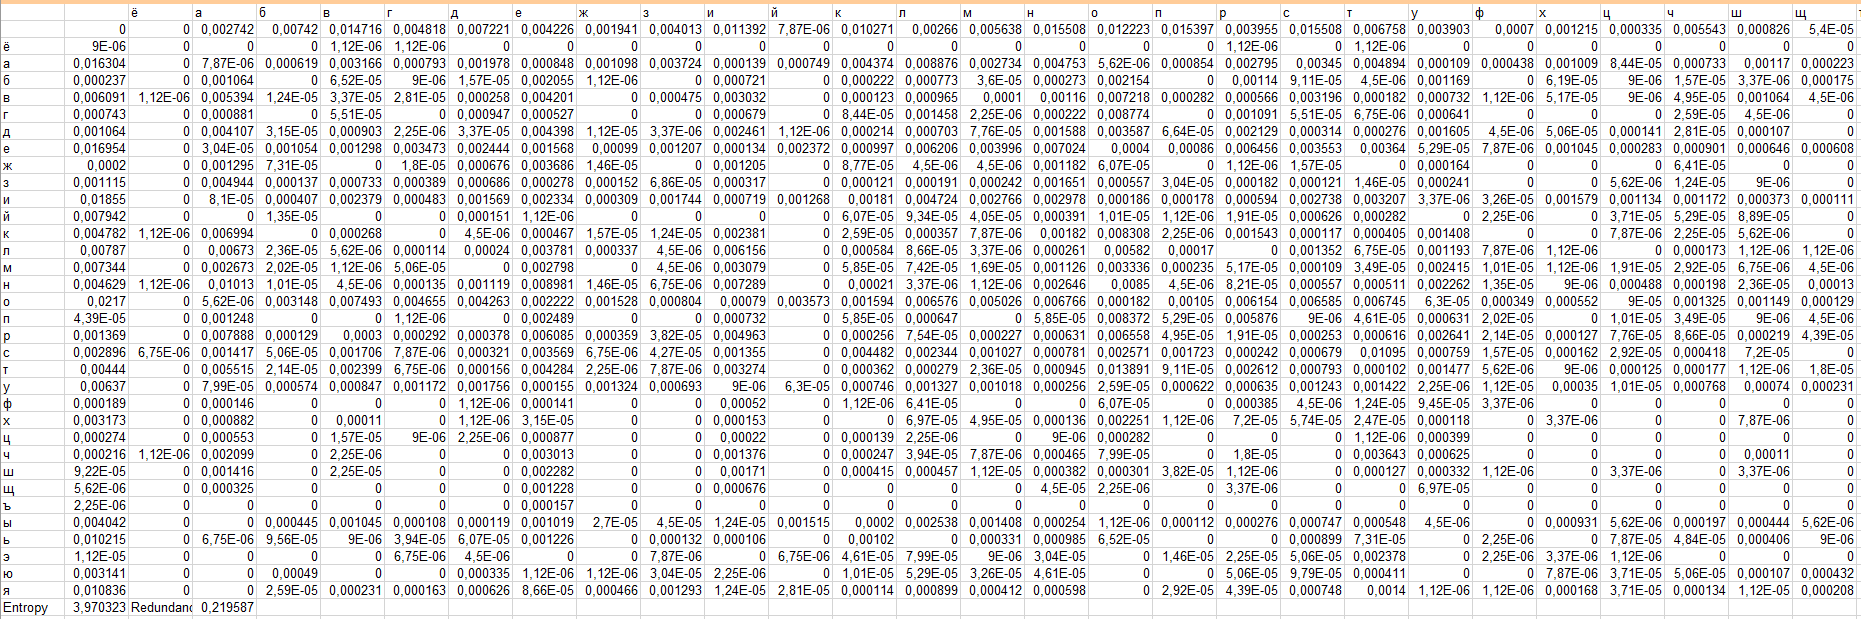 ё а б в г д е ж з и й к л м н о п р с т у ф х ц ч ш щ
0 0 0,002742 0,00742 0,014716 0,004818 0,007221 0,004226 0,001941 0,004013 0,011392 7,87E-06 0,010271 0,00266 0,005638 0,015508 0,012223 0,015397 0,003955 0,015508 0,006758 0,003903 0,0007 0,001215 0,000335 0,005543 0,000826 5,4E-05
ё 9E-06 0 0 0 1,12E-06 1,12E-06 0 0 0 0 0 0 0 0 0 0 0 0 1,12E-06 0 1,12E-06 0 0 0 0 0 0 0
а 0,016304 0 7,87E-06 0,000619 0,003166 0,000793 0,001978 0,000848 0,001098 0,003724 0,000139 0,000749 0,004374 0,008876 0,002734 0,004753 5,62E-06 0,000854 0,002795 0,00345 0,004894 0,000109 0,000438 0,001009 8,44E-05 0,000733 0,00117 0,000223
б 0,000237 0 0,001064 0 6,52E-05 9E-06 1,57E-05 0,002055 1,12E-06 0 0,000721 0 0,000222 0,000773 3,6E-05 0,000273 0,002154 0 0,00114 9,11E-05 4,5E-06 0,001169 0 6,19E-05 9E-06 1,57E-05 3,37E-06 0,000175
в 0,006091 1,12E-06 0,005394 1,24E-05 3,37E-05 2,81E-05 0,000258 0,004201 0 0,000475 0,003032 0 0,000123 0,000965 0,0001 0,00116 0,007218 0,000282 0,000566 0,003196 0,000182 0,000732 1,12E-06 5,17E-05 9E-06 4,95E-05 0,001064 4,5E-06
г 0,000743 0 0,000881 0 5,51E-05 0 0,000947 0,000527 0 0 0,000679 0 8,44E-05 0,001458 2,25E-06 0,000222 0,008774 0 0,001091 5,51E-05 6,75E-06 0,000641 0 0 0 2,59E-05 4,5E-06 0
д 0,001064 0 0,004107 3,15E-05 0,000903 2,25E-06 3,37E-05 0,004398 1,12E-05 3,37E-06 0,002461 1,12E-06 0,000214 0,000703 7,76E-05 0,001588 0,003587 6,64E-05 0,002129 0,000314 0,000276 0,001605 4,5E-06 5,06E-05 0,000141 2,81E-05 0,000107 0
е 0,016954 0 3,04E-05 0,001054 0,001298 0,003473 0,002444 0,001568 0,00099 0,001207 0,000134 0,002372 0,000997 0,006206 0,003996 0,007024 0,0004 0,00086 0,006456 0,003553 0,00364 5,29E-05 7,87E-06 0,001045 0,000283 0,000901 0,000646 0,000608
ж 0,0002 0 0,001295 7,31E-05 0 1,8E-05 0,000676 0,003686 1,46E-05 0 0,001205 0 8,77E-05 4,5E-06 4,5E-06 0,001182 6,07E-05 0 1,12E-06 1,57E-05 0 0,000164 0 0 0 6,41E-05 0 0
з 0,001115 0 0,004944 0,000137 0,000733 0,000389 0,000686 0,000278 0,000152 6,86E-05 0,000317 0 0,000121 0,000191 0,000242 0,001651 0,000557 3,04E-05 0,000182 0,000121 1,46E-05 0,000241 0 0 5,62E-06 1,24E-05 9E-06 0
и 0,01855 0 8,1E-05 0,000407 0,002379 0,000483 0,001569 0,002334 0,000309 0,001744 0,000719 0,001268 0,00181 0,004724 0,002766 0,002978 0,000186 0,000178 0,000594 0,002738 0,003207 3,37E-06 3,26E-05 0,001579 0,001134 0,001172 0,000373 0,000111
й 0,007942 0 0 1,35E-05 0 0 0,000151 1,12E-06 0 0 0 0 6,07E-05 9,34E-05 4,05E-05 0,000391 1,01E-05 1,12E-06 1,91E-05 0,000626 0,000282 0 2,25E-06 0 3,71E-05 5,29E-05 8,89E-05 0
к 0,004782 1,12E-06 0,006994 0 0,000268 0 4,5E-06 0,000467 1,57E-05 1,24E-05 0,002381 0 2,59E-05 0,000357 7,87E-06 0,00182 0,008308 2,25E-06 0,001543 0,000117 0,000405 0,001408 0 0 7,87E-06 2,25E-05 5,62E-06 0
л 0,00787 0 0,00673 2,36E-05 5,62E-06 0,000114 0,00024 0,003781 0,000337 4,5E-06 0,006156 0 0,000584 8,66E-05 3,37E-06 0,000261 0,00582 0,00017 0 0,001352 6,75E-05 0,001193 7,87E-06 1,12E-06 0 0,000173 1,12E-06 1,12E-06
м 0,007344 0 0,002673 2,02E-05 1,12E-06 5,06E-05 0 0,002798 0 4,5E-06 0,003079 0 5,85E-05 7,42E-05 1,69E-05 0,001126 0,003336 0,000235 5,17E-05 0,000109 3,49E-05 0,002415 1,01E-05 1,12E-06 1,91E-05 2,92E-05 6,75E-06 4,5E-06
н 0,004629 1,12E-06 0,01013 1,01E-05 4,5E-06 0,000135 0,001119 0,008981 1,46E-05 6,75E-06 0,007289 0 0,00021 3,37E-06 1,12E-06 0,002646 0,0085 4,5E-06 8,21E-05 0,000557 0,000511 0,002262 1,35E-05 9E-06 0,000488 0,000198 2,36E-05 0,00013
о 0,0217 0 5,62E-06 0,003148 0,007493 0,004655 0,004263 0,002222 0,001528 0,000804 0,00079 0,003573 0,001594 0,006576 0,005026 0,006766 0,000182 0,00105 0,006154 0,006585 0,006745 6,3E-05 0,000349 0,000552 9E-05 0,001325 0,001149 0,000129
п 4,39E-05 0 0,001248 0 0 1,12E-06 0 0,002489 0 0 0,000732 0 5,85E-05 0,000647 0 5,85E-05 0,008372 5,29E-05 0,005876 9E-06 4,61E-05 0,000631 2,02E-05 0 1,01E-05 3,49E-05 9E-06 4,5E-06
р 0,001369 0 0,007888 0,000129 0,0003 0,000292 0,000378 0,006085 0,000359 3,82E-05 0,004963 0 0,000256 7,54E-05 0,000227 0,000631 0,006558 4,95E-05 1,91E-05 0,000253 0,000616 0,002641 2,14E-05 0,000127 7,76E-05 8,66E-05 0,000219 4,39E-05
с 0,002896 6,75E-06 0,001417 5,06E-05 0,001706 7,87E-06 0,000321 0,003569 6,75E-06 4,27E-05 0,001355 0 0,004482 0,002344 0,001027 0,000781 0,002571 0,001723 0,000242 0,000679 0,01095 0,000759 1,57E-05 0,000162 2,92E-05 0,000418 7,2E-05 0
т 0,00444 0 0,005515 2,14E-05 0,002399 6,75E-06 0,000156 0,004284 2,25E-06 7,87E-06 0,003274 0 0,000362 0,000279 2,36E-05 0,000945 0,013891 9,11E-05 0,002612 0,000793 0,000102 0,001477 5,62E-06 9E-06 0,000125 0,000177 1,12E-06 1,8E-05
у 0,00637 0 7,99E-05 0,000574 0,000847 0,001172 0,001756 0,000155 0,001324 0,000693 9E-06 6,3E-05 0,000746 0,001327 0,001018 0,000256 2,59E-05 0,000622 0,000635 0,001243 0,001422 2,25E-06 1,12E-05 0,00035 1,01E-05 0,000768 0,00074 0,000231
ф 0,000189 0 0,000146 0 0 0 1,12E-06 0,000141 0 0 0,00052 0 1,12E-06 6,41E-05 0 0 6,07E-05 0 0,000385 4,5E-06 1,24E-05 9,45E-05 3,37E-06 0 0 0 0 0
х 0,003173 0 0,000882 0 0,00011 0 1,12E-06 3,15E-05 0 0 0,000153 0 0 6,97E-05 4,95E-05 0,000136 0,002251 1,12E-06 7,2E-05 5,74E-05 2,47E-05 0,000118 0 3,37E-06 0 0 7,87E-06 0
ц 0,000274 0 0,000553 0 1,57E-05 9E-06 2,25E-06 0,000877 0 0 0,00022 0 0,000139 2,25E-06 0 9E-06 0,000282 0 0 0 1,12E-06 0,000399 0 0 0 0 0 0
ч 0,000216 1,12E-06 0,002099 0 2,25E-06 0 0 0,003013 0 0 0,001376 0 0,000247 3,94E-05 7,87E-06 0,000465 7,99E-05 0 1,8E-05 0 0,003643 0,000625 0 0 0 0 0,00011 0
ш 9,22E-05 0 0,001416 0 2,25E-05 0 0 0,002282 0 0 0,00171 0 0,000415 0,000457 1,12E-05 0,000382 0,000301 3,82E-05 1,12E-06 0 0,000127 0,000332 1,12E-06 0 3,37E-06 0 3,37E-06 0
щ 5,62E-06 0 0,000325 0 0 0 0 0,001228 0 0 0,000676 0 0 0 0 4,5E-05 2,25E-06 0 3,37E-06 0 0 6,97E-05 0 0 0 0 0 0
ъ 2,25E-06 0 0 0 0 0 0 0,000157 0 0 0 0 0 0 0 0 0 0 0 0 0 0 0 0 0 0 0 0
ы 0,004042 0 0 0,000445 0,001045 0,000108 0,000119 0,001019 2,7E-05 4,5E-05 1,24E-05 0,001515 0,0002 0,002538 0,001408 0,000254 1,12E-06 0,000112 0,000276 0,000747 0,000548 4,5E-06 0 0,000931 5,62E-06 0,000197 0,000444 5,62E-06
ь 0,010215 0 6,75E-06 9,56E-05 9E-06 3,94E-05 6,07E-05 0,001226 0 0,000132 0,000106 0 0,00102 0 0,000331 0,000985 6,52E-05 0 0 0,000899 7,31E-05 0 2,25E-06 0 7,87E-05 4,84E-05 0,000406 9E-06
э 1,12E-05 0 0 0 0 6,75E-06 4,5E-06 0 0 7,87E-06 0 6,75E-06 4,61E-05 7,99E-05 9E-06 3,04E-05 0 1,46E-05 2,25E-05 5,06E-05 0,002378 0 2,25E-06 3,37E-06 1,12E-06 0 0 0
ю 0,003141 0 0 0,00049 0 0 0,000335 1,12E-06 1,12E-06 3,04E-05 2,25E-06 0 1,01E-05 5,29E-05 3,26E-05 4,61E-05 0 0 5,06E-05 9,79E-05 0,000411 0 0 7,87E-06 3,71E-05 5,06E-05 0,000107 0,000432
я 0,010836 0 0 2,59E-05 0,000231 0,000163 0,000626 8,66E-05 0,000466 0,001293 1,24E-05 2,81E-05 0,000114 0,000899 0,000412 0,000598 0 2,92E-05 4,39E-05 0,000748 0,0014 1,12E-06 1,12E-06 0,000168 3,71E-05 0,000134 1,12E-05 0,000208
Entropy 3,970323 Redundanc 0,219587